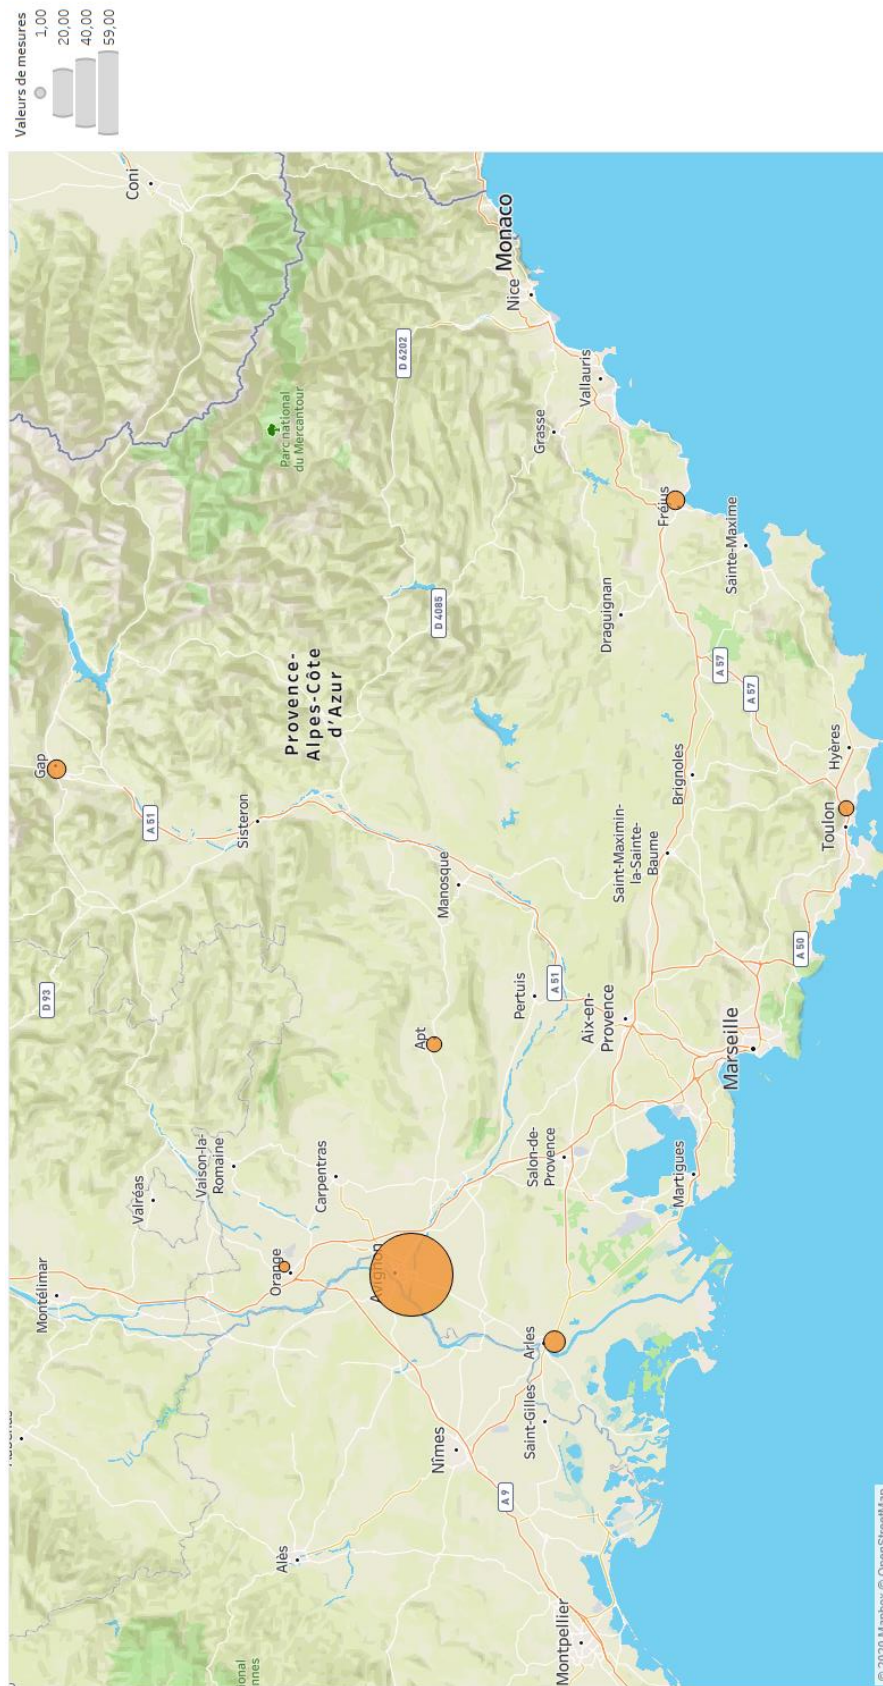 Valeurs de mesures
1,00
20,00
40,00
59,00
Coni
Monaco
Nice
D 6202
Vallauris
Parc national
du Mercantour
Grasse
Fréjus
Sainte-Maxime
D 4085
Draguignan
A 57
A 57
Provence-
Alpes-Côte
d'Azur
Gap
Hyères
Brignoles
A 51
Sisteron
Toulon
Saint-Maximin-
la-Sainte-
Baume
Manosque
A 50
D 93
A 51
Pertuis
Aix-en-
Provence
Apt
Marseille
Vaison-la-
Romaine
Carpentras
Salon-de-
Provence
Martigues
Montélimar
Orange
Avignon
Arles
Saint-Gilles
Nîmes
A 9
Alès
Montpellier
© 2020 Mapbox © OpenStreetMap